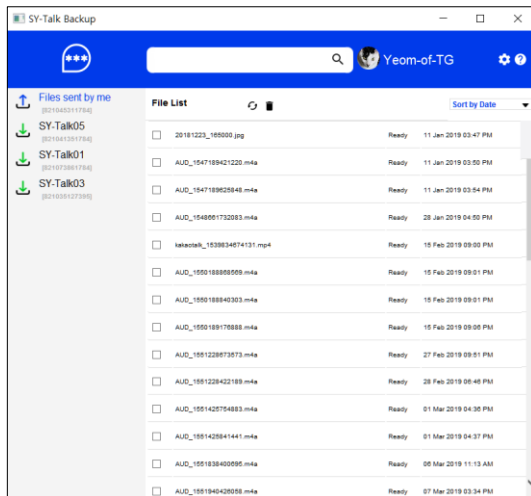 SY-Talk Backup
***
Yeom-of-TG
Files sent by me
SY-Talk05
SY-Talk01
SY-Talk03
File List
Sort by Date
20181223_165000.jpg Ready 11 Jan 2019 03:47 PM
AUD_1547189421220.m4a Ready 11 Jan 2019 03:50 PM
AUD_1547189625848.m4a Ready 11 Jan 2019 03:54 PM
AUD_1548661732083.m4a Ready 28 Jan 2019 04:50 PM
kakaotalk_1539834674131.mp4 Ready 15 Feb 2019 09:00 PM
AUD_1550188868569.m4a Ready 15 Feb 2019 09:01 PM
AUD_1550188840303.m4a Ready 15 Feb 2019 09:01 PM
AUD_1550189176888.m4a Ready 15 Feb 2019 09:06 PM
AUD_1551228673673.m4a Ready 27 Feb 2019 09:51 PM
AUD_1551228422189.m4a Ready 28 Feb 2019 06:46 PM
AUD_1551425754883.m4a Ready 01 Mar 2019 04:36 PM
AUD_1551425841441.m4a Ready 01 Mar 2019 04:37 PM
AUD_1551838400695.m4a Ready 06 Mar 2019 11:13 AM
AUD_1551940426058.m4a Ready 07 Mar 2019 03:34 PM